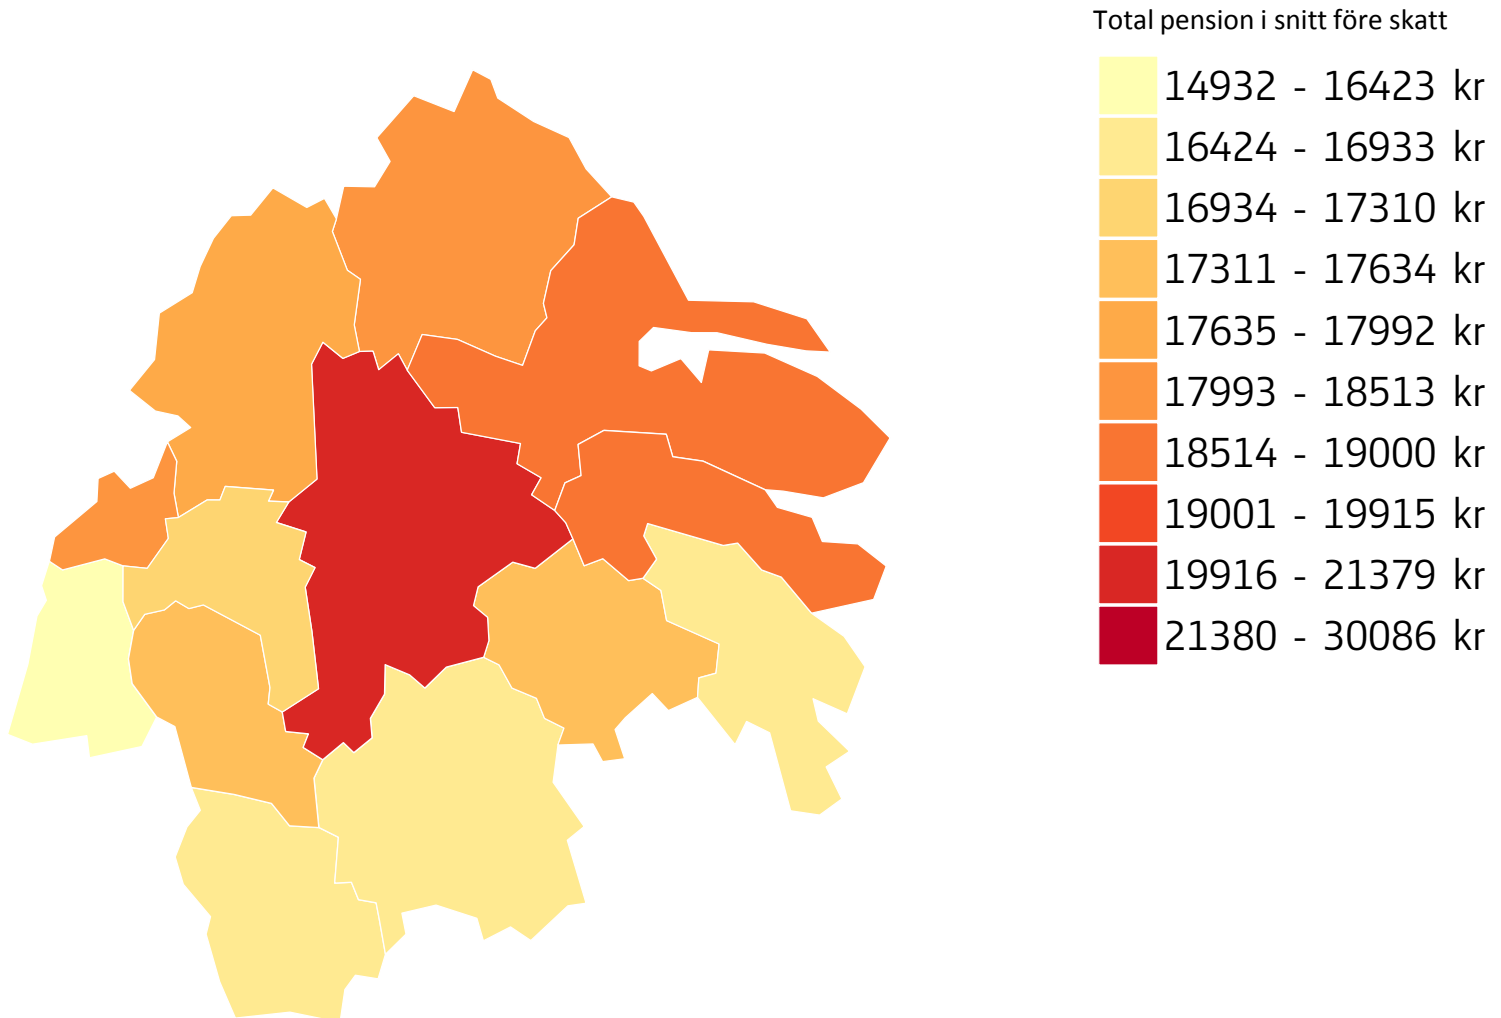 Total pension i snitt före skatt
14932 - 16423 kr
16424 - 16933 kr
16934 - 17310 kr
17311 - 17634 kr
17635 - 17992 kr
17993 - 18513 kr
18514 - 19000 kr
19001 - 19915 kr
19916 - 21379 kr
21380 - 30086 kr